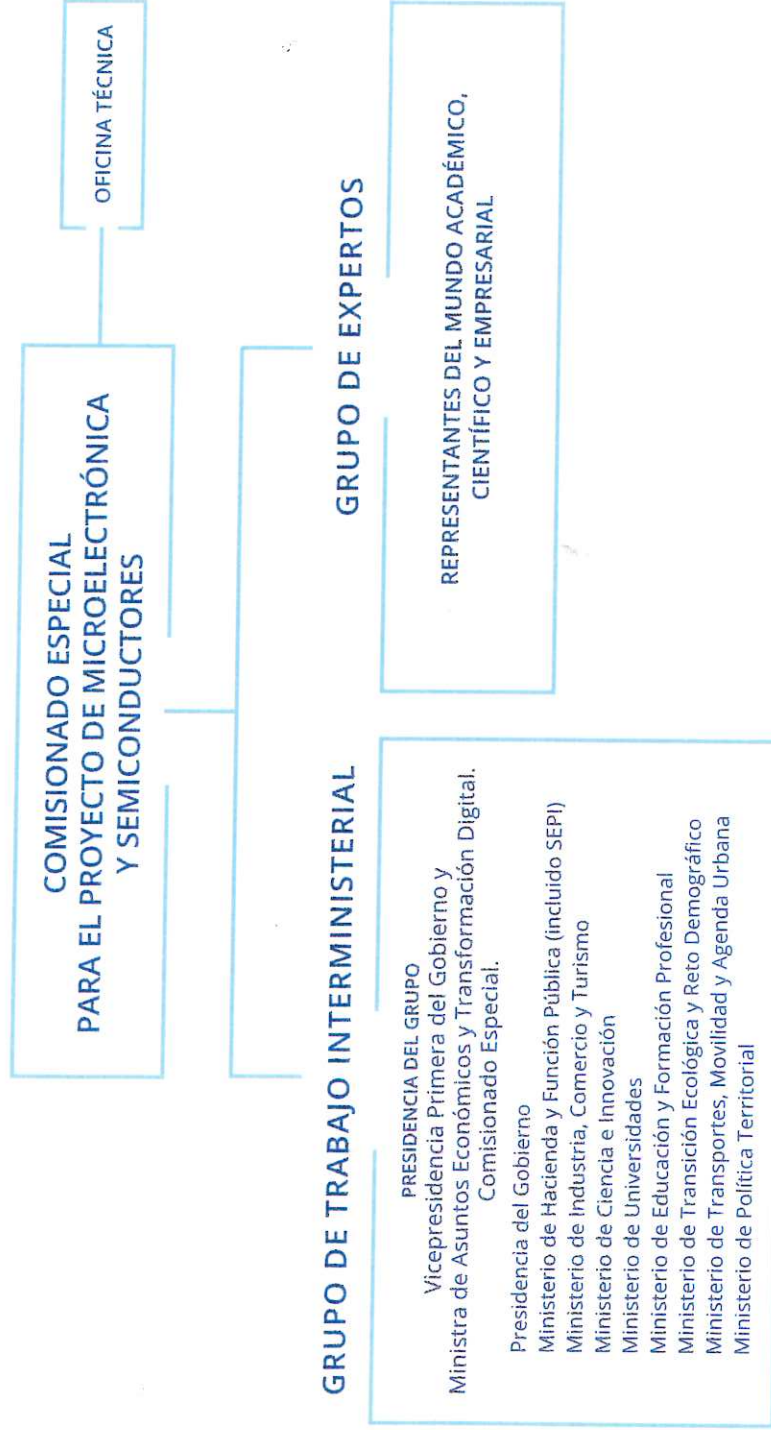 COMISIONADO ESPECIAL
PARA EL PROYECTO DE MICROELECTRÓNICA
Y SEMICONDUCTORES
OFICINA TÉCNICA
GRUPO DE TRABAJO INTERMINISTERIAL
PRESIDENCIA DEL GRUPO
Vicepresidencia Primera del Gobierno y
Ministra de Asuntos Económicos y Transformación Digital.
Comisionado Especial.
Presidencia del Gobierno
Ministerio de Hacienda y Función Pública (incluido SEPI)
Ministerio de Industria, Comercio y Turismo
Ministerio de Ciencia e Innovación
Ministerio de Universidades
Ministerio de Educación y Formación Profesional
Ministerio de Transición Ecológica y Reto Demográfico
Ministerio de Transportes, Movilidad y Agenda Urbana
Ministerio de Política Territorial
GRUPO DE EXPERTOS
REPRESENTANTES DEL MUNDO ACADÉMICO,
CIENTÍFICO Y EMPRESARIAL